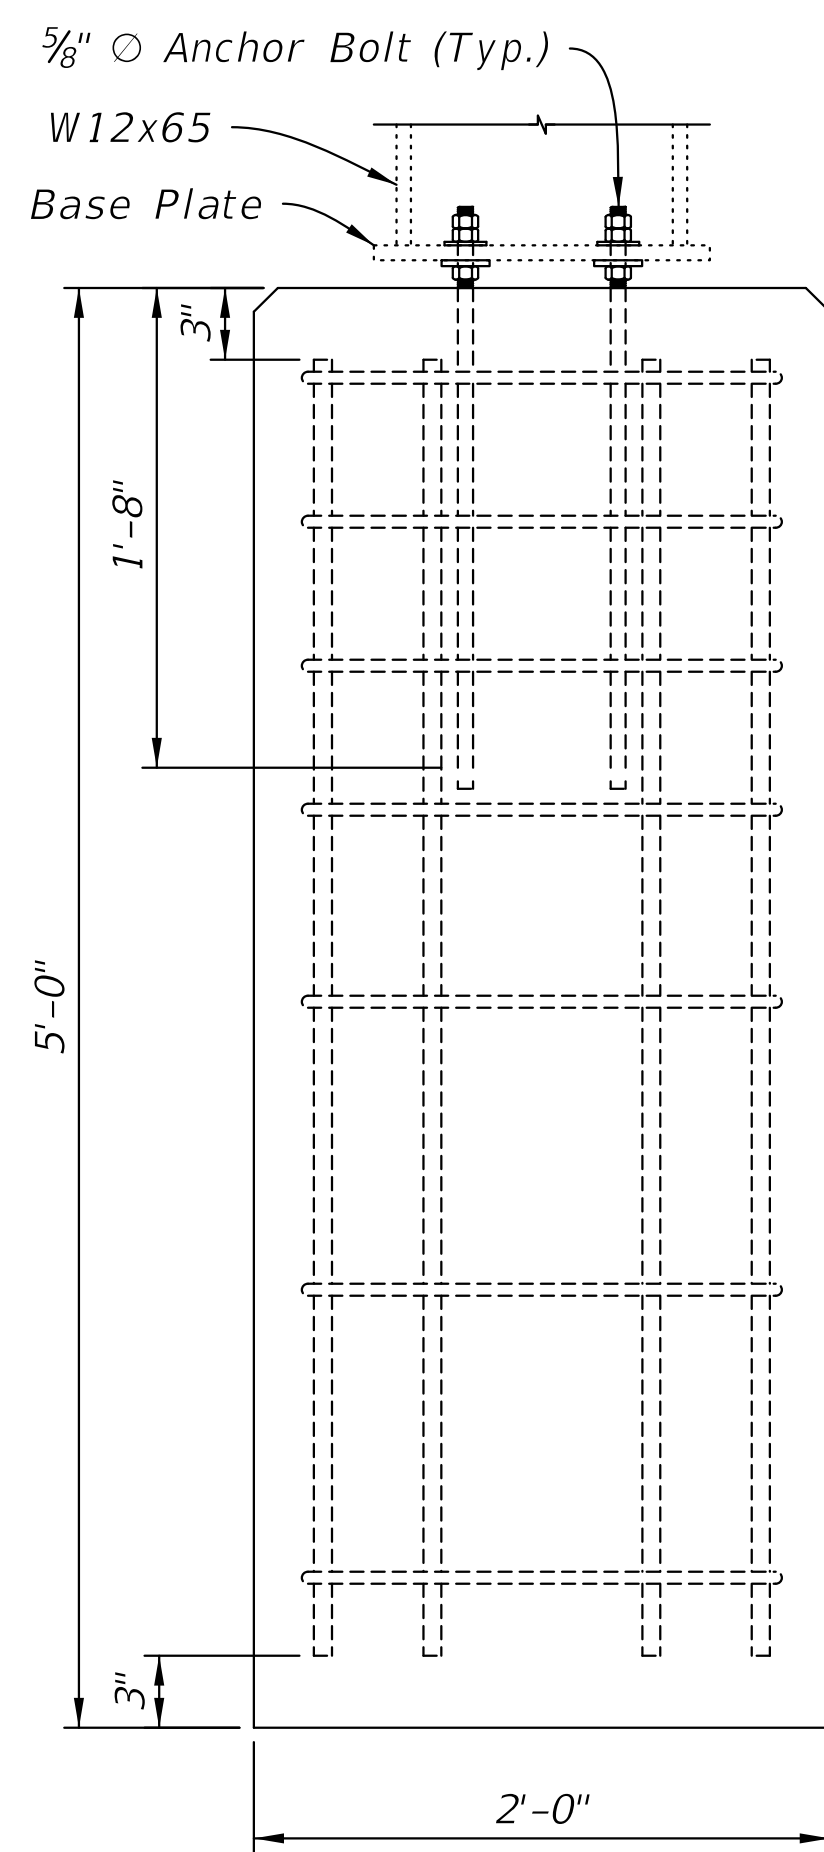 ⅝" ∅ Anchor Bolt (Typ.)
W12x65
Base Plate
3"
1'-8"
5'-0"
3"
2'-0"